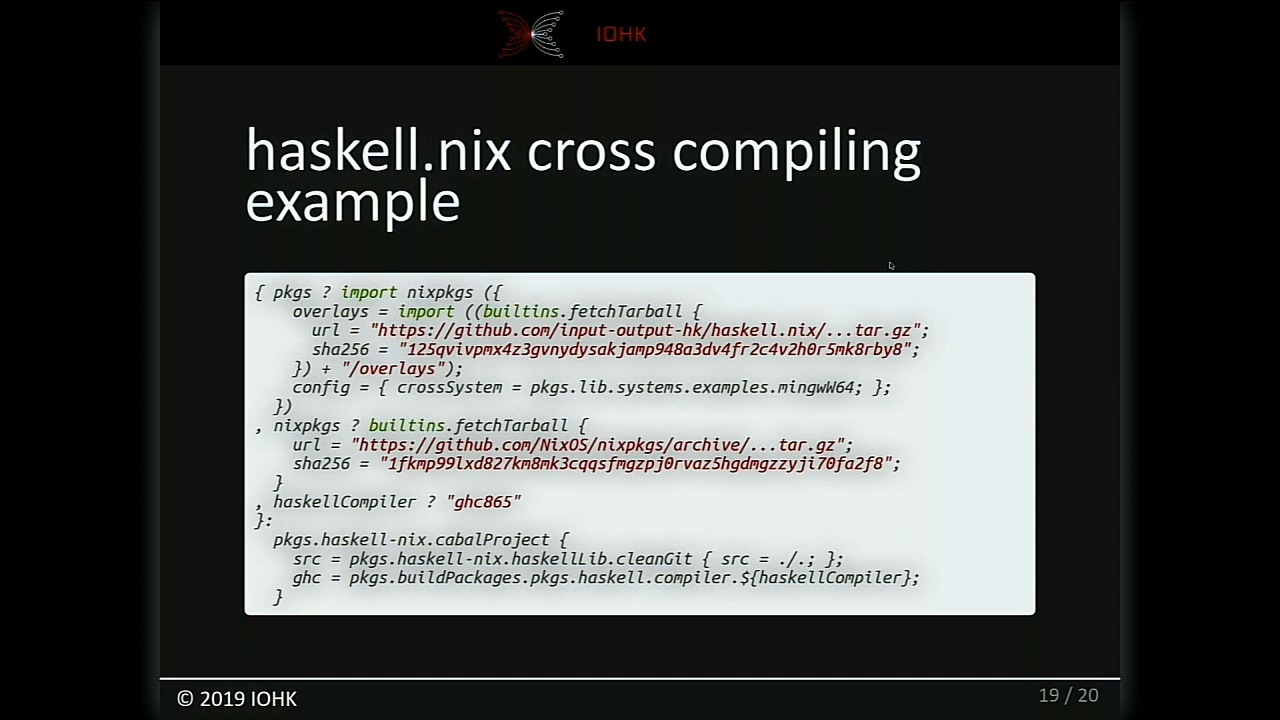 IOHK
haskell.nix cross compiling
example
{ pkgs ? import nixpkgs ({
    overlays = import ((builtins.fetchTarball {
      url = "https://github.com/input-output-hk/haskell.nix/...tar.gz";
      sha256 = "125qvivpmx4z3gvnydysakjamp948a3dv4fr2c4v2h0r5mk8rby8";
    }) + "/overlays");
    config = { crossSystem = pkgs.lib.systems.examples.mingwW64; };
  })
, nixpkgs ? builtins.fetchTarball {
    url = "https://github.com/NixOS/nixpkgs/archive/...tar.gz";
    sha256 = "1fkmp99lxd827km8mk3cqqsfmgzpj0rvaz5hgdmgzzyji70fa2f8";
  }
, haskellCompiler ? "ghc865"
}:
  pkgs.haskell-nix.cabalProject {
    src = pkgs.haskell-nix.haskellLib.cleanGit { src = ./.; };
    ghc = pkgs.buildPackages.pkgs.haskell.compiler.${haskellCompiler};
  }
© 2019 IOHK
19 / 20